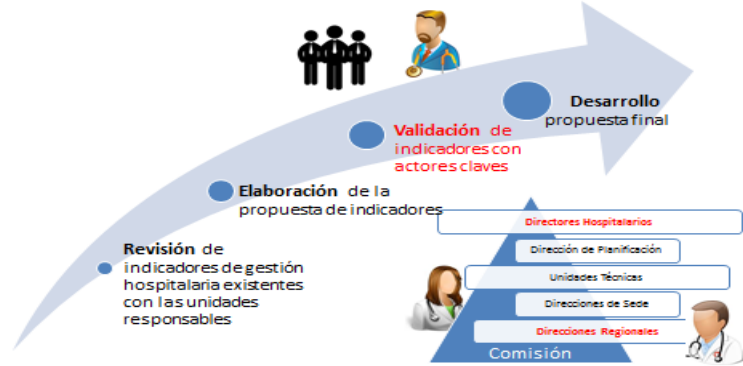 Revisión de
indicadores de gestión
hospitalaria existentes
con las unidades
responsables
Elaboración de la
propuesta de indicadores
Validación de
indicadores con
actores claves
Desarrollo
propuesta final
Directores Hospitalarios
Dirección de Planificación
Unidades Técnicas
Direcciones de Sede
Direcciones Regionales
Comisión